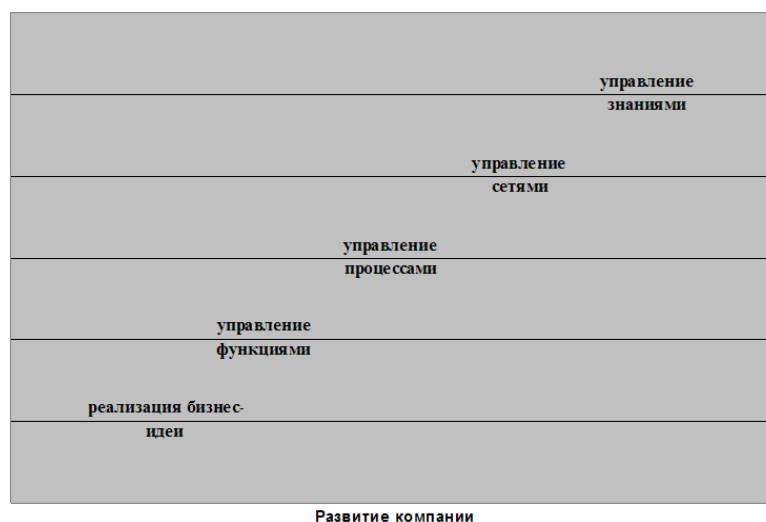 управление
знаниями
управление
сетями
управление
процессами
управление
функциями
реализация бизнес-
идеи
Развитие компании